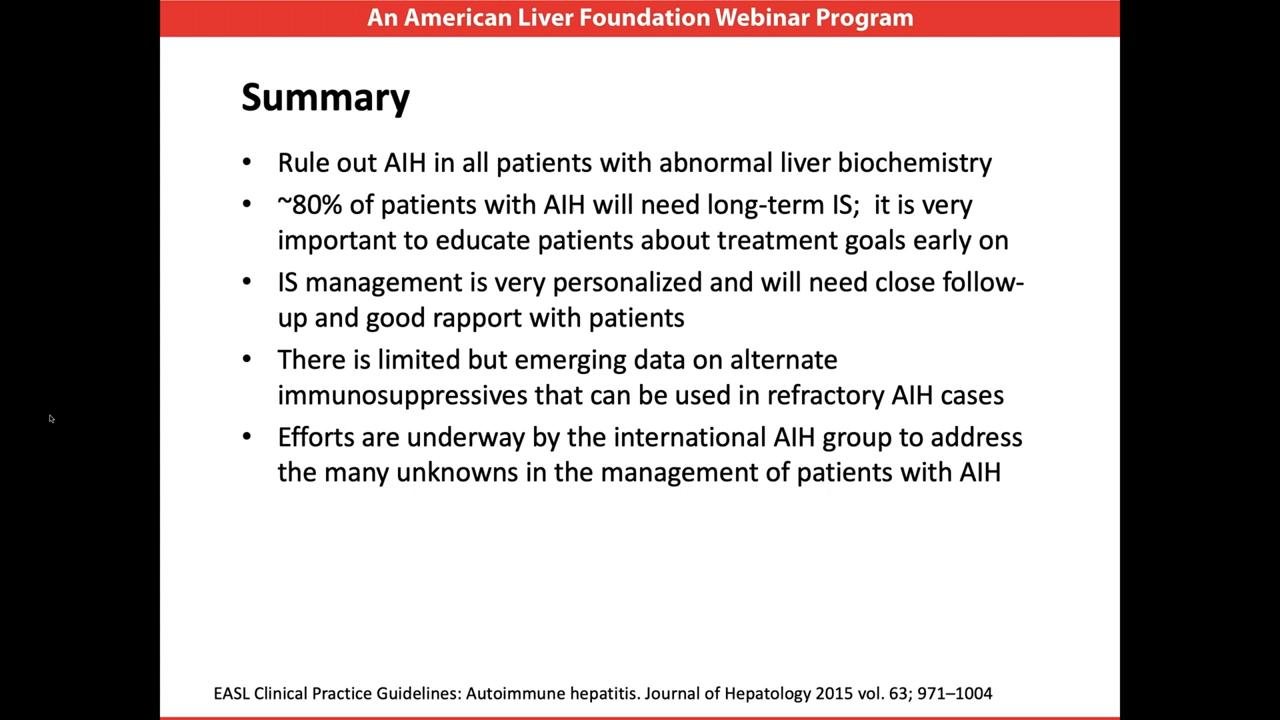 An American Liver Foundation Webinar Program
Summary
• Rule out AIH in all patients with abnormal liver biochemistry
• ~80% of patients with AIH will need long-term IS;  it is very
important to educate patients about treatment goals early on
• IS management is very personalized and will need close follow-
up and good rapport with patients
• There is limited but emerging data on alternate
immunosuppressives that can be used in refractory AIH cases
• Efforts are underway by the international AIH group to address
the many unknowns in the management of patients with AIH
EASL Clinical Practice Guidelines: Autoimmune hepatitis. Journal of Hepatology 2015 vol. 63; 971–1004